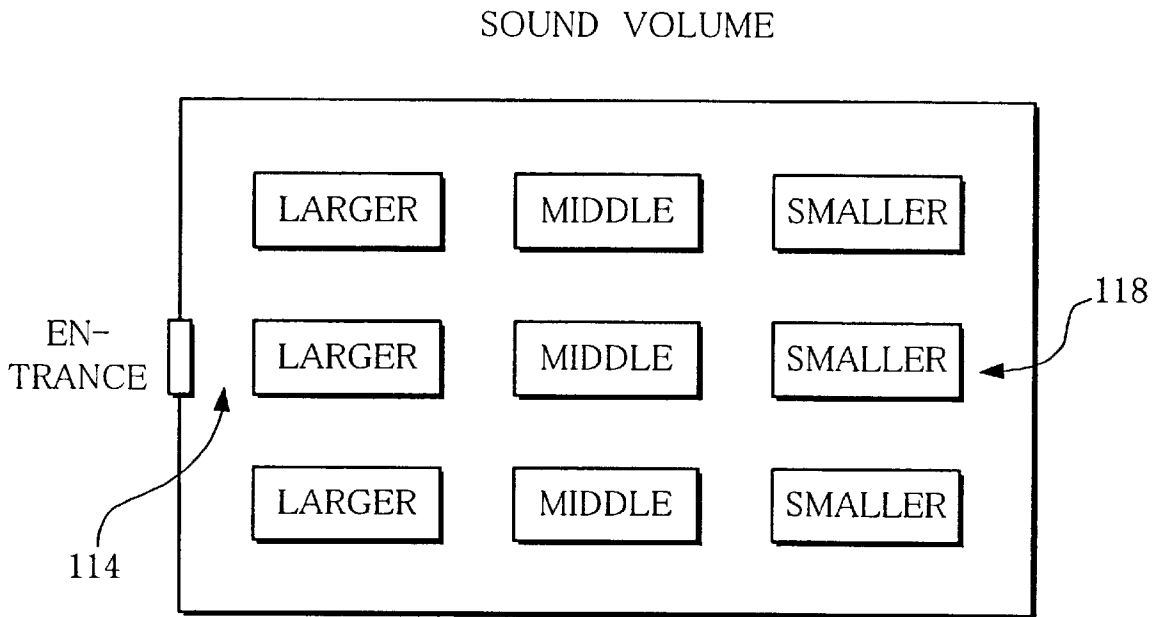 SOUND VOLUME
LARGER MIDDLE SMALLER
118
EN-
TRANCE
LARGER MIDDLE SMALLER
LARGER MIDDLE SMALLER
114